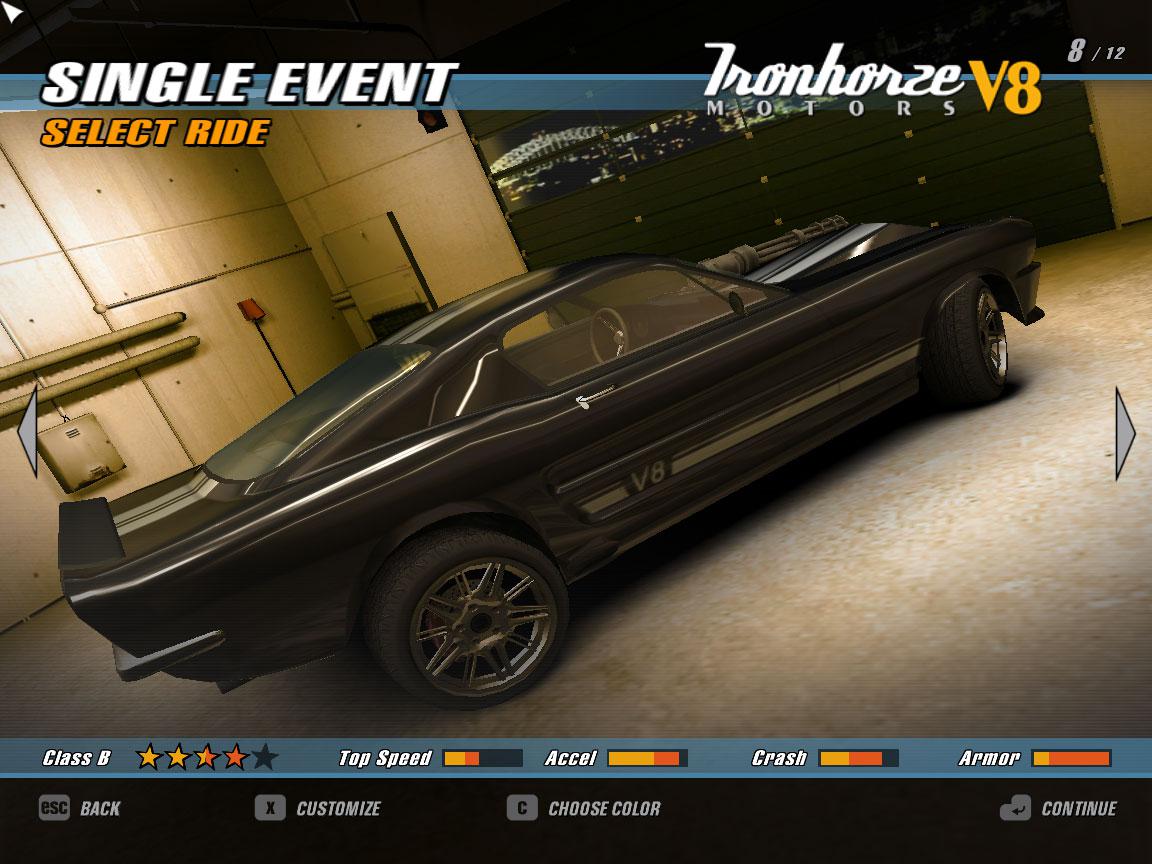 SINGLE EVENT
SELECT RIDE
Ironhorze V8
MOTORS
8 / 12
V8
Class B
Top Speed
Accel
Crash
Armor
esc BACK
X CUSTOMIZE
C CHOOSE COLOR
CONTINUE